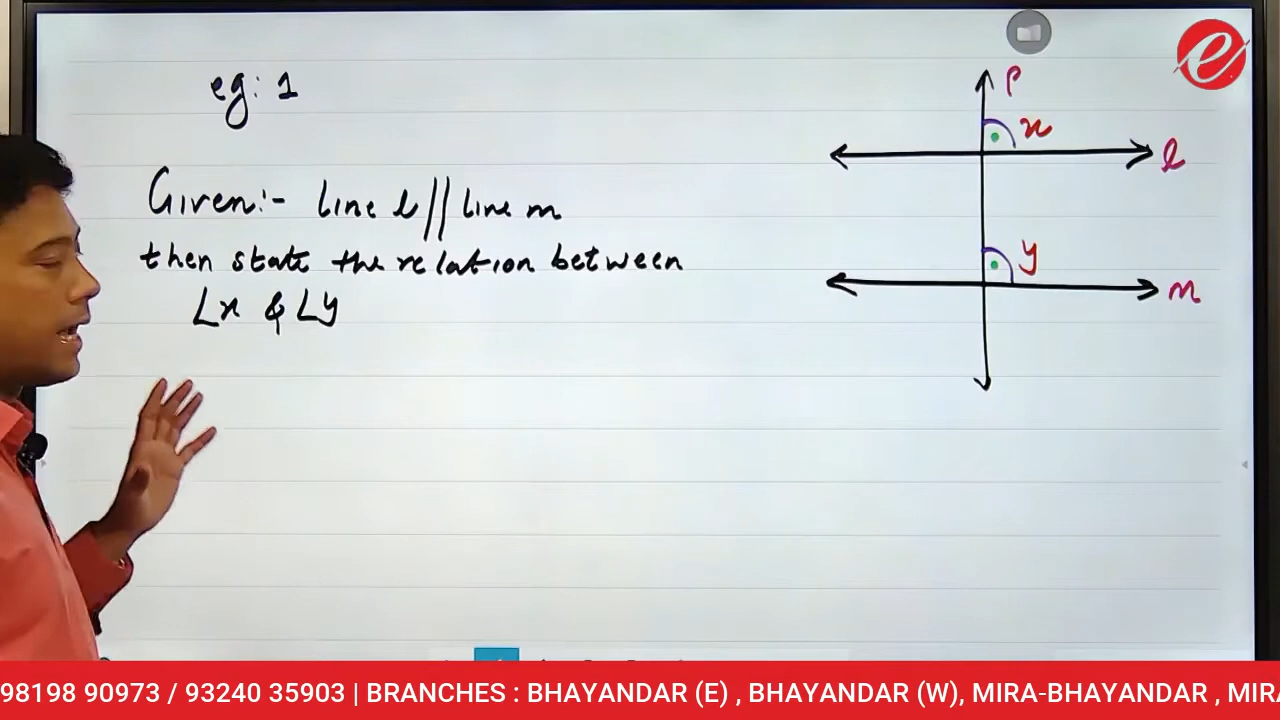 eg: 1
Given:- line l || line m
then state the relation between
∠x & ∠y
p
x
l
y
m
e
98198 90973 / 93240 35903 | BRANCHES : BHAYANDAR (E) , BHAYANDAR (W), MIRA-BHAYANDAR , MIRA